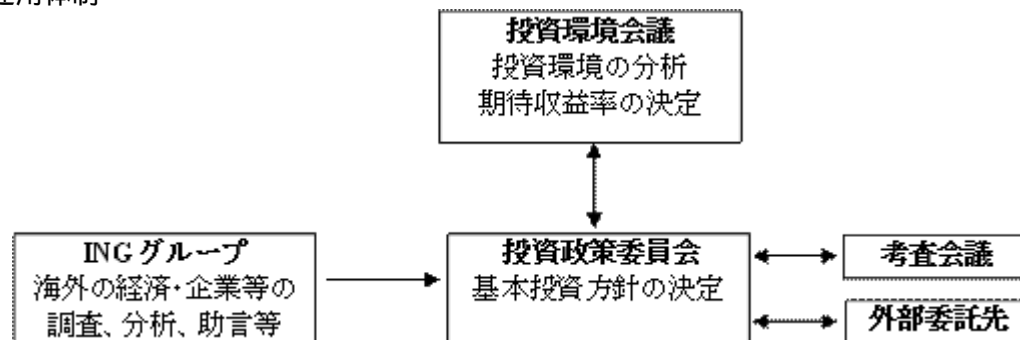 運用体制
投資環境会議
投資環境の分析
期待収益率の決定
INGグループ
海外の経済・企業等の
調査、分析、助言等
投資政策委員会
基本投資方針の決定
考査会議
外部委託先